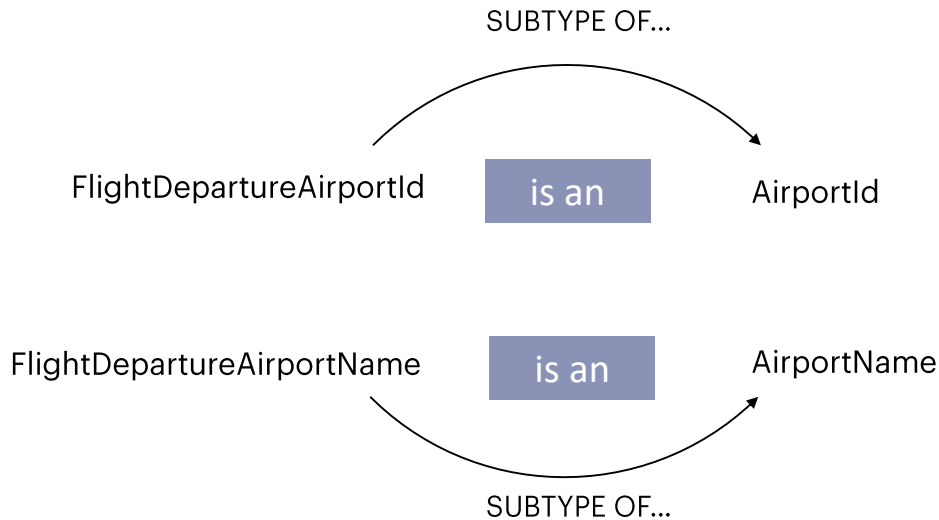 SUBTYPE OF...
FlightDepartureAirportId is an AirportId
FlightDepartureAirportName is an AirportName
SUBTYPE OF...